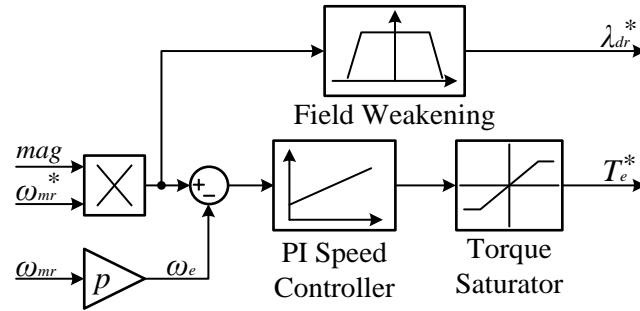 λdr*
Field Weakening
mag
ωmr*
+
−
Te*
PI Speed
Controller
Torque
Saturator
ωmr
p
ωe